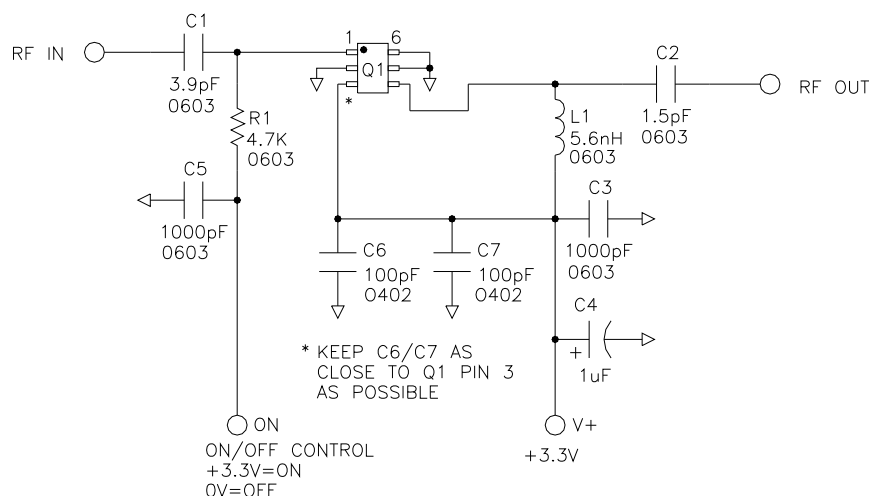 RF IN
C1
3.9pF
0603
R1
4.7K
0603
C5
1000pF
0603
1
6
Q1
*
C2
1.5pF
0603
RF OUT
L1
5.6nH
0603
C3
1000pF
0603
C6
100pF
0402
C7
100pF
0402
C4
+
1uF
* KEEP C6/C7 AS
CLOSE TO Q1 PIN 3
AS POSSIBLE
ON
ON/OFF CONTROL
+3.3V=ON
0V=OFF
V+
+3.3V